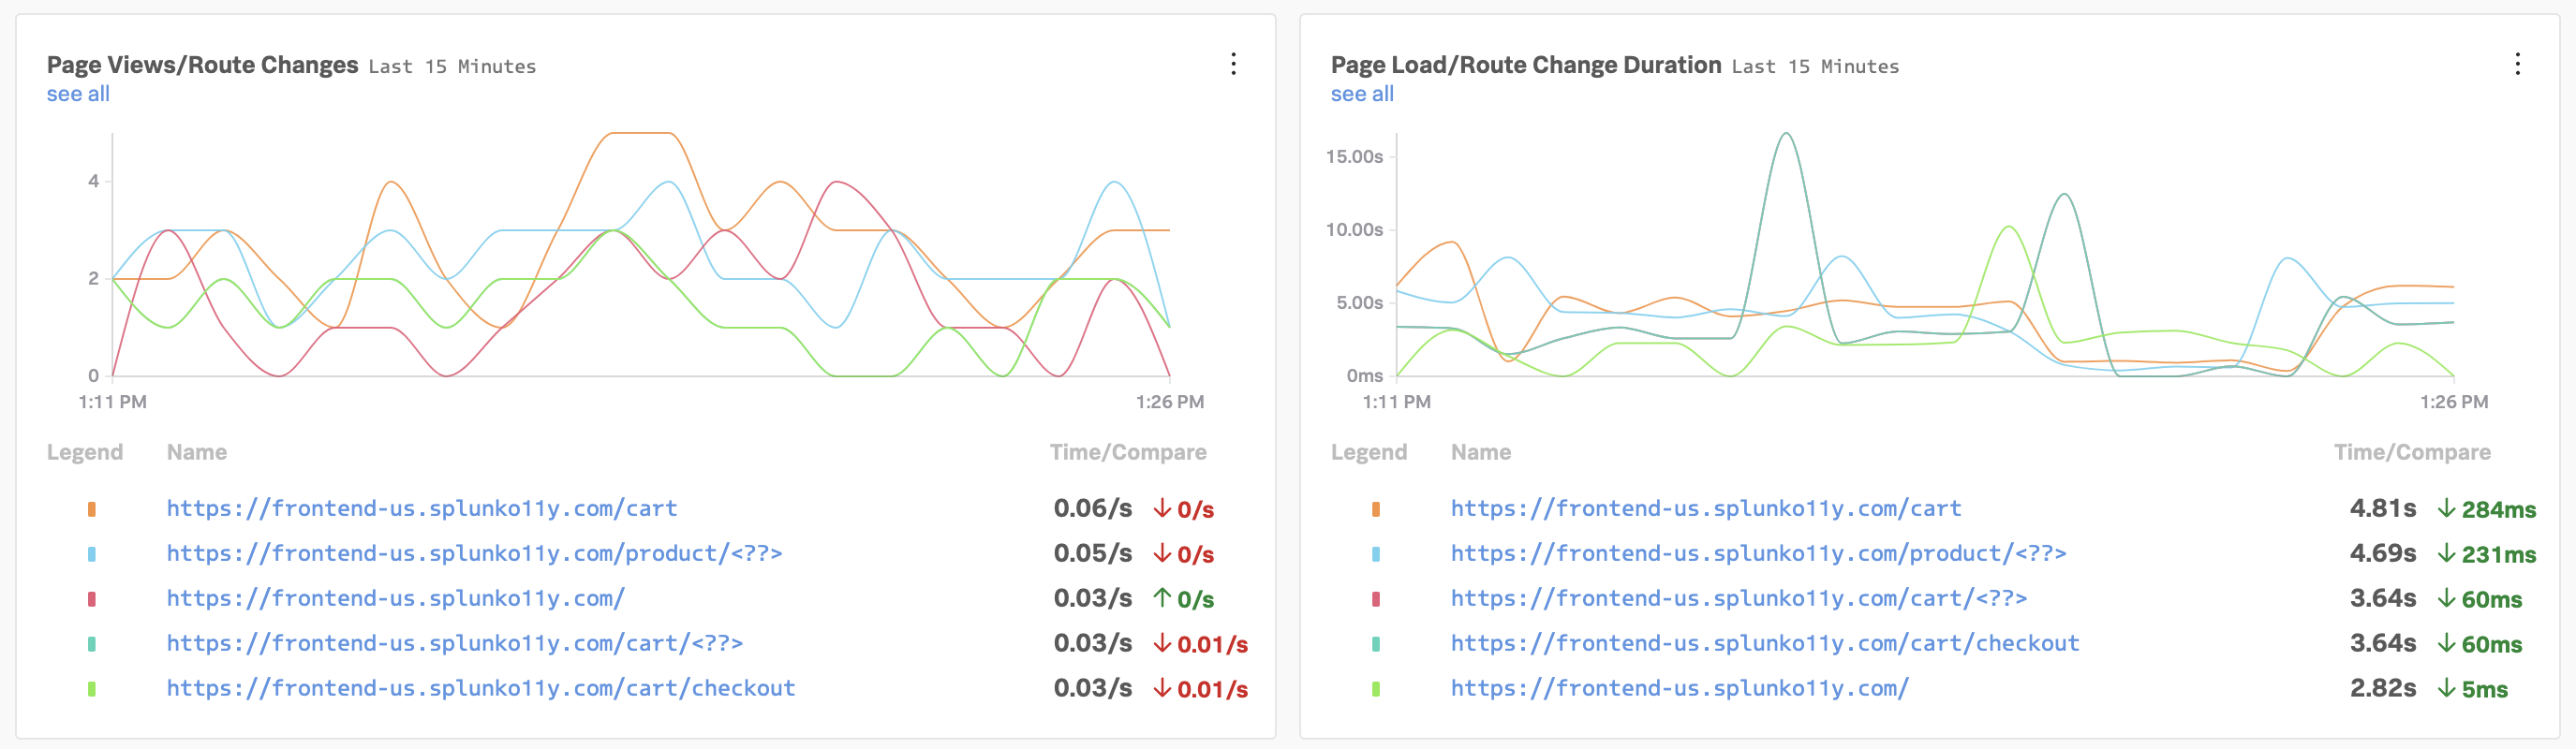 Page Views/Route Changes Last 15 Minutes
see all
4
2
0
1:11 PM 1:26 PM
Legend Name Time/Compare
https://frontend-us.splunko11y.com/cart 0.06/s ↓ 0/s
https://frontend-us.splunko11y.com/product/<??> 0.05/s ↓ 0/s
https://frontend-us.splunko11y.com/ 0.03/s ↑ 0/s
https://frontend-us.splunko11y.com/cart/<??> 0.03/s ↓ 0.01/s
https://frontend-us.splunko11y.com/cart/checkout 0.03/s ↓ 0.01/s
Page Load/Route Change Duration Last 15 Minutes
see all
15.00s
10.00s
5.00s
0ms
1:11 PM 1:26 PM
Legend Name Time/Compare
https://frontend-us.splunko11y.com/cart 4.81s ↓ 284ms
https://frontend-us.splunko11y.com/product/<??> 4.69s ↓ 231ms
https://frontend-us.splunko11y.com/cart/<??> 3.64s ↓ 60ms
https://frontend-us.splunko11y.com/cart/checkout 3.64s ↓ 60ms
https://frontend-us.splunko11y.com/ 2.82s ↓ 5ms